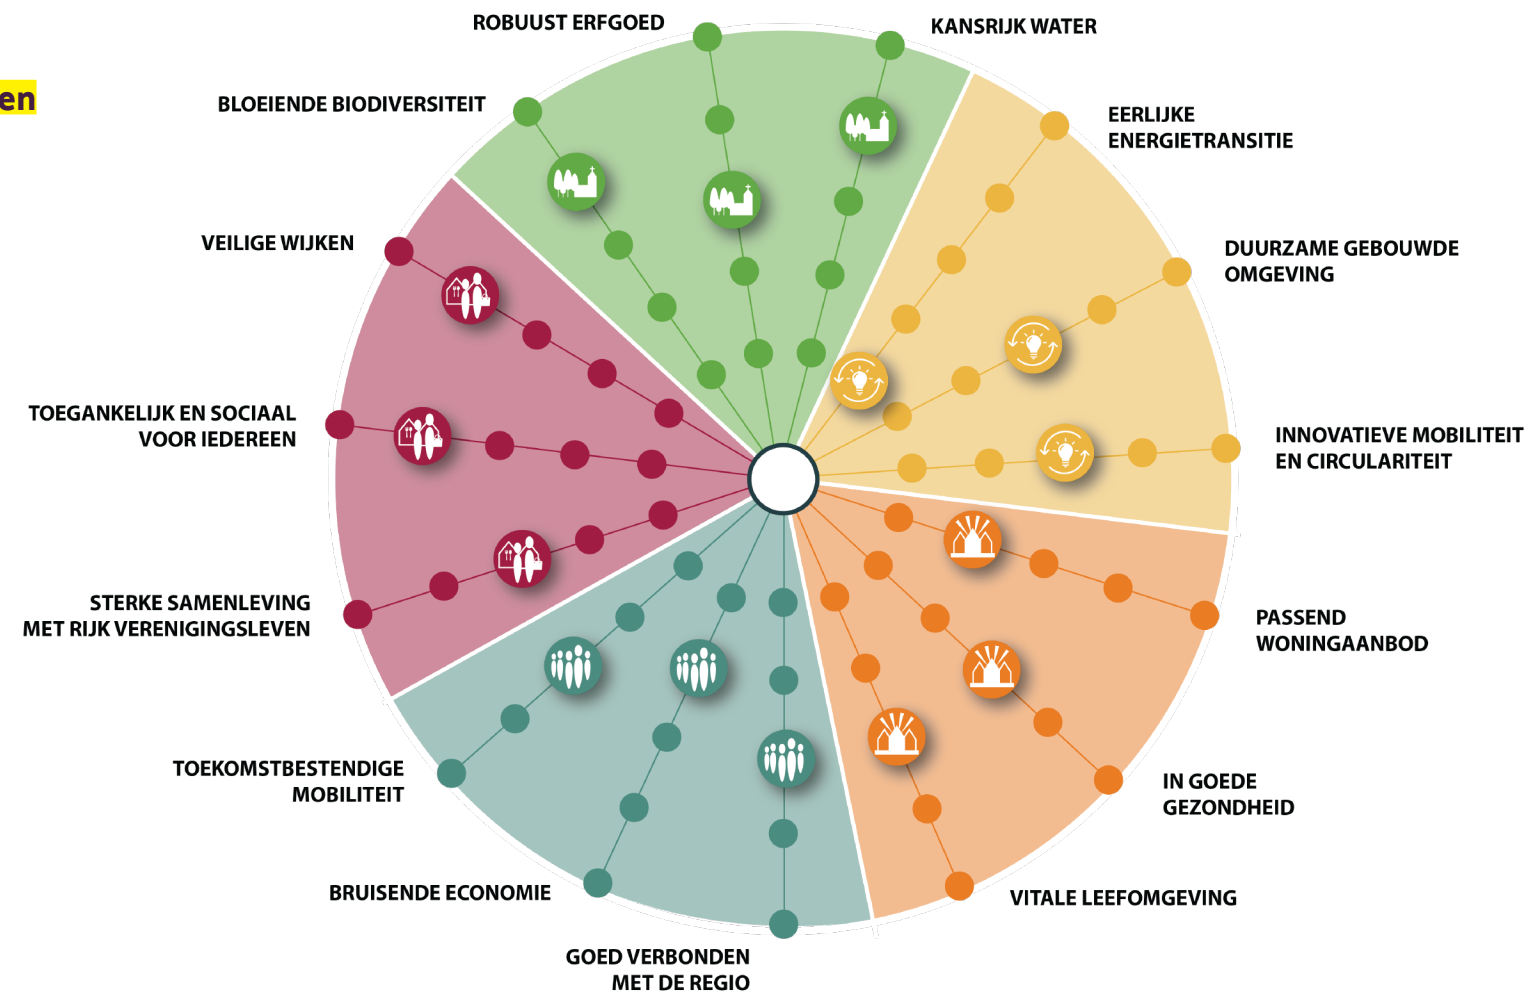 ROBUUST ERFGOED
KANSRIJK WATER
en
BLOEIENDE BIODIVERSITEIT
EERLIJKE
ENERGIETRANSITIE
VEILIGE WIJKEN
DUURZAME GEBOUWDE
OMGEVING
TOEGANKELIJK EN SOCIAAL
VOOR IEDEREEN
INNOVATIEVE MOBILITEIT
EN CIRCULARITEIT
STERKE SAMENLEVING
MET RIJK VERENIGINGSLEVEN
PASSEND
WONINGAANBOD
TOEKOMSTBESTENDIGE
MOBILITEIT
IN GOEDE
GEZONDHEID
BRUISENDE ECONOMIE
VITALE LEEFOMGEVING
GOED VERBONDEN
MET DE REGIO